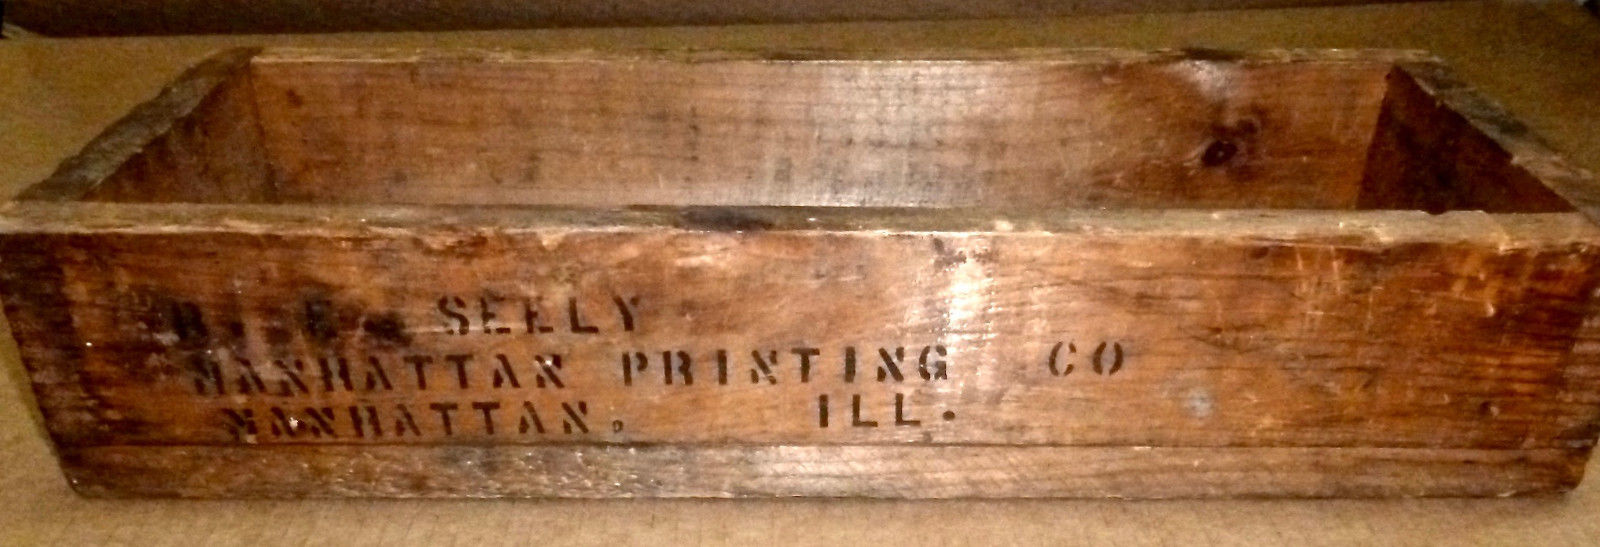 B. E. SEELY
MANHATTAN PRINTING CO
MANHATTAN. ILL.